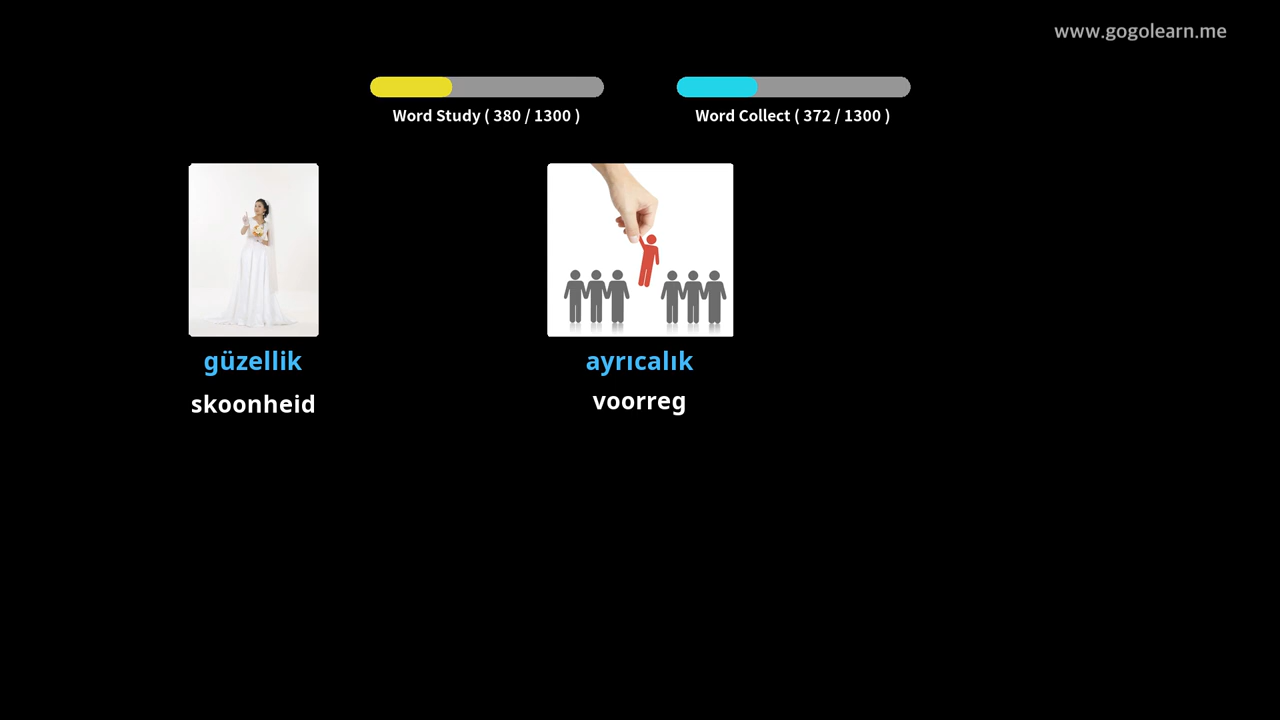 www.gogolearn.me
Word Study ( 380 / 1300 )
Word Collect ( 372 / 1300 )
güzellik
ayrıcalık
skoonheid
voorreg